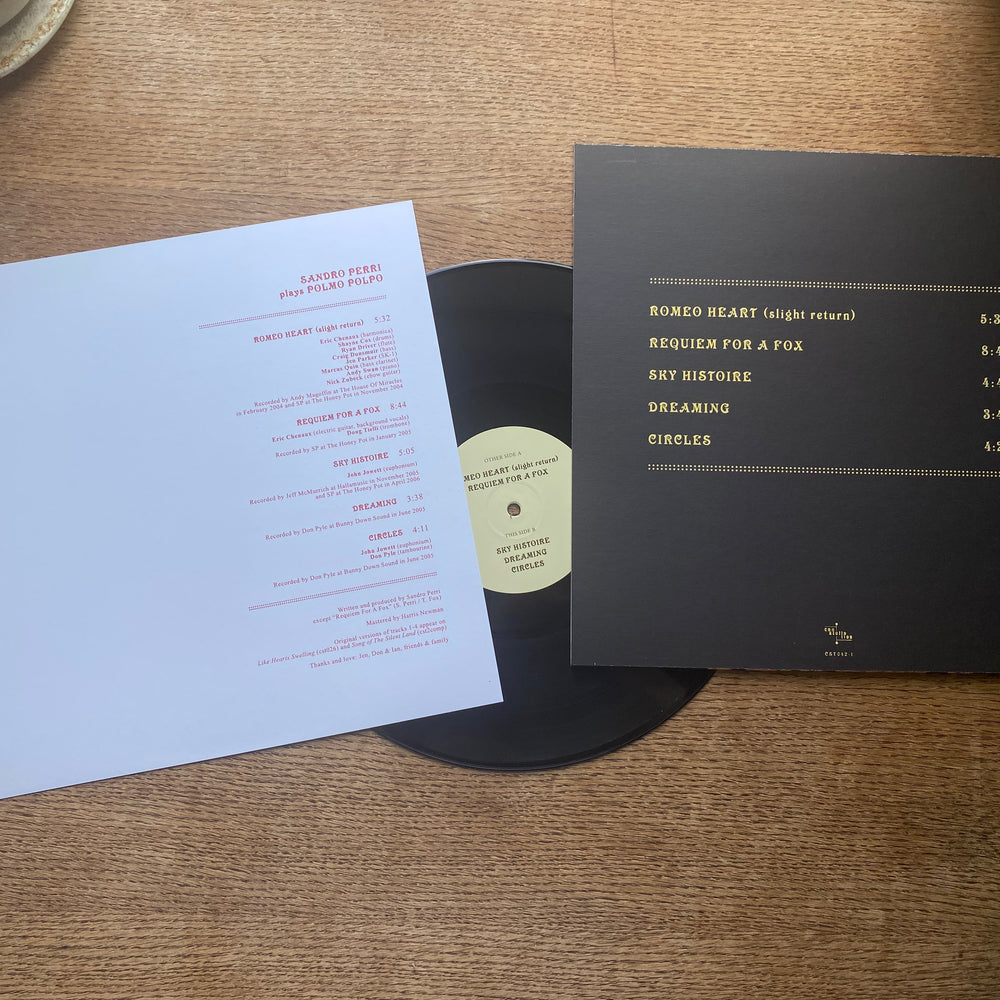 SANDRO PERRI
plays POLMO POLPO
ROMEO HEART (slight return) 5:32
Eric Chenaux (harmonica)
Shayne Cox (drums)
Ryan Driver (flute)
Craig Dunsmuir (bass)
Jen Parker (SK-1)
Marcus Quin (bass clarinet)
Andy Swan (piano)
Nick Zubeck (ebow guitar)
Recorded by Andy Magoffin at The House Of Miracles
in February 2004 and SP at The Honey Pot in November 2004
REQUIEM FOR A FOX 8:44
Eric Chenaux (electric guitar, background vocals)
Doug Tielli (trombone)
Recorded by SP at The Honey Pot in January 2005
SKY HISTOIRE 5:05
John Jowett (euphonium)
Recorded by Jeff McMurrich at Hallamusic in November 2005
and SP at The Honey Pot in April 2006
DREAMING 3:38
Recorded by Don Pyle at Bunny Down Sound in June 2005
CIRCLES 4:11
John Jowett (euphonium)
Don Pyle (tambourine)
Recorded by Don Pyle at Bunny Down Sound in June 2005
Written and produced by Sandro Perri
except "Requiem For A Fox" (S. Perri / T. Fox)
Mastered by Harris Newman
Original versions of tracks 1-4 appear on
Like Hearts Swelling (cst026) and Song of The Silent Land (cst2comp)
Thanks and love: Jen, Don & Ian, friends & family
OTHER SIDE A
MEO HEART (slight return)
REQUIEM FOR A FOX
THIS SIDE B
SKY HISTOIRE
DREAMING
CIRCLES
ROMEO HEART (slight return) 5:3
REQUIEM FOR A FOX 8:4
SKY HISTOIRE 4:
DREAMING 3:
CIRCLES 4:
CST042-1